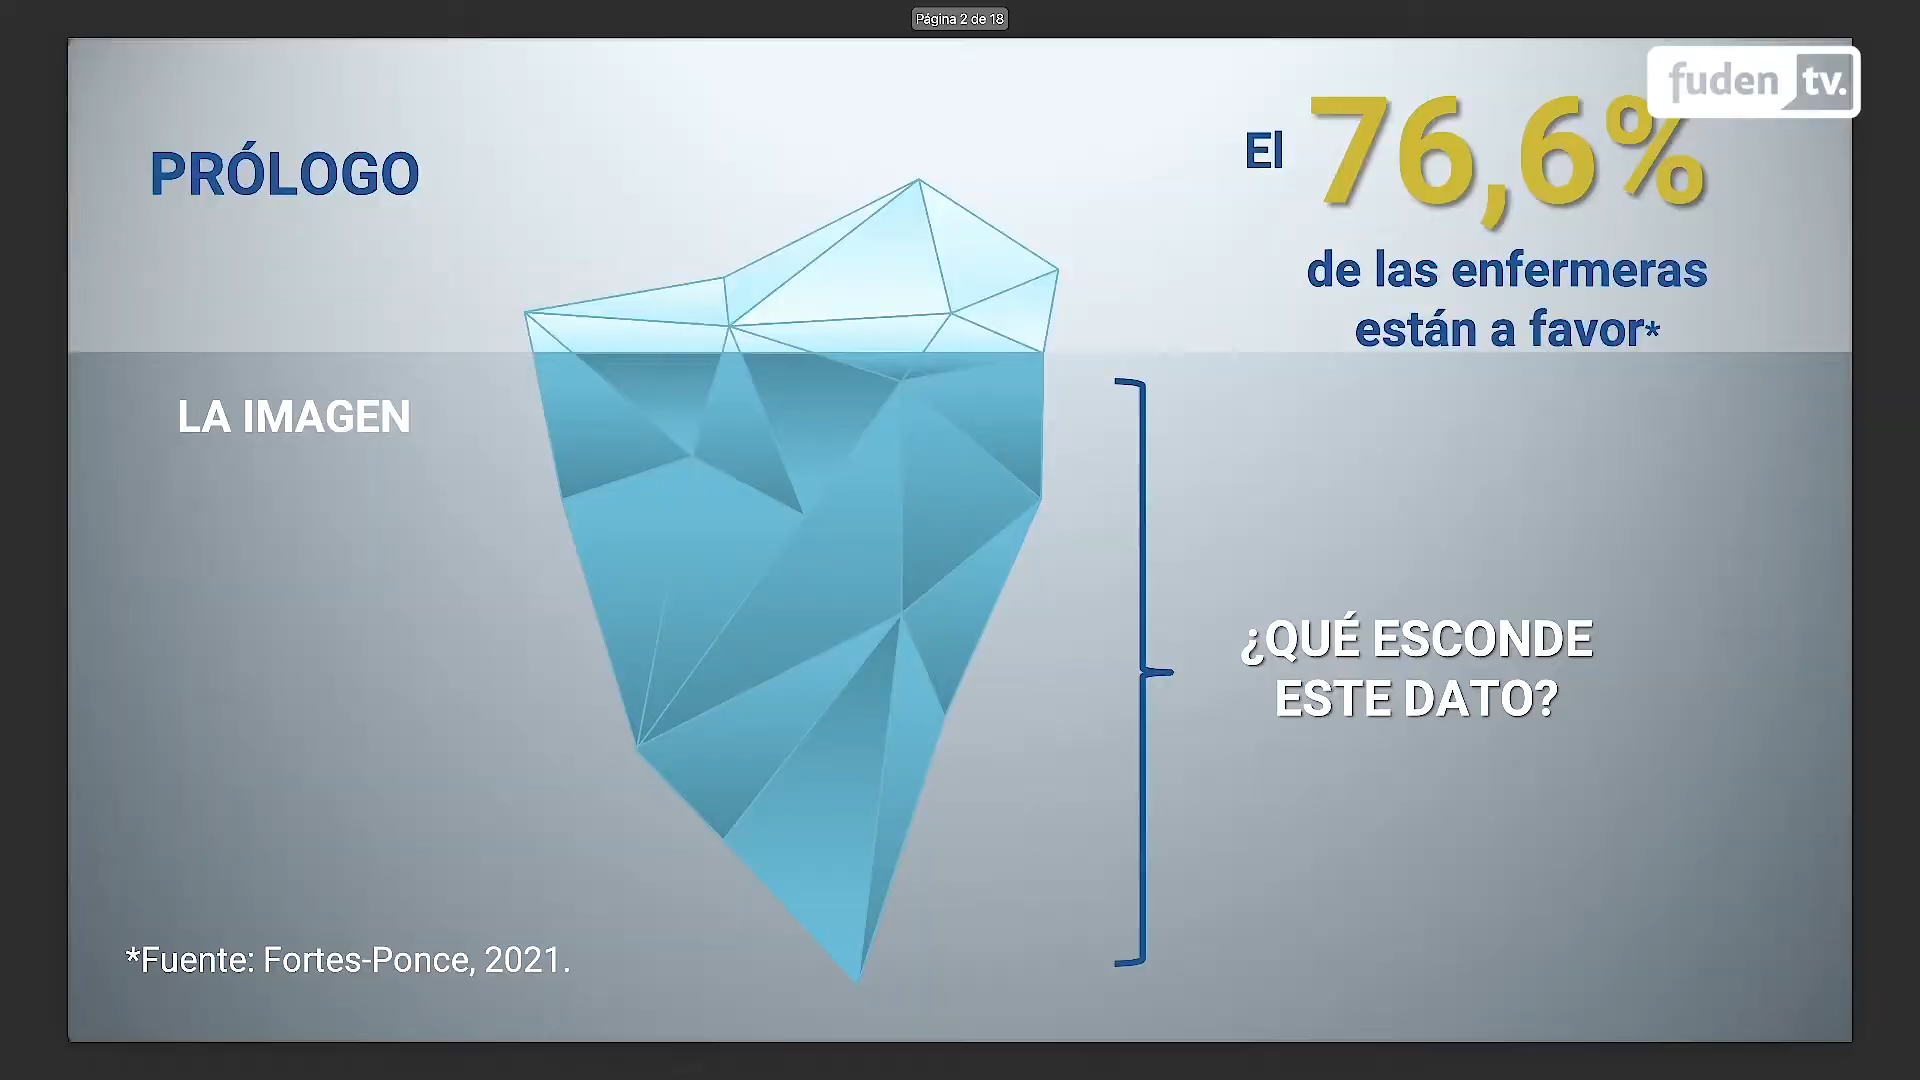 Página 2 de 18
fuden tv.
PRÓLOGO
El 76,6%
de las enfermeras
están a favor*
LA IMAGEN
¿QUÉ ESCONDE
ESTE DATO?
*Fuente: Fortes-Ponce, 2021.